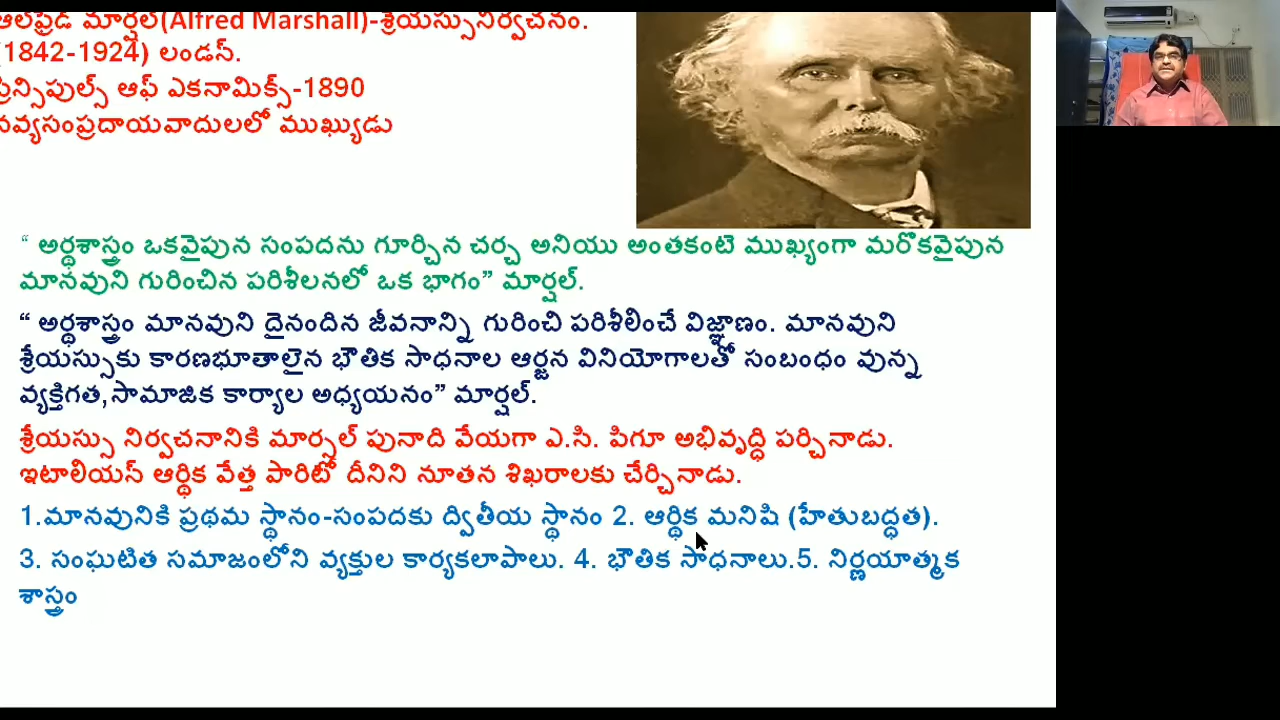 ఆల్‌ఫ్రెడ్ మార్షల్(Alfred Marshall)-శ్రేయస్సునిర్వచనం.
(1842-1924) లండన్.
ప్రిన్సిపుల్స్ ఆఫ్ ఎకనామిక్స్-1890
నవ్యసంప్రదాయవాదులలో ముఖ్యుడు
“ అర్థశాస్త్రం ఒకవైపున సంపదను గూర్చిన చర్చ అనియు అంతకంటె ముఖ్యంగా మరొకవైపున
మానవుని గురించిన పరిశీలనలో ఒక భాగం” మార్షల్.
“ అర్థశాస్త్రం మానవుని దైనందిన జీవనాన్ని గురించి పరిశీలించే విజ్ఞాణం. మానవుని
శ్రేయస్సుకు కారణభూతాలైన భౌతిక సాధనాల ఆర్జన వినియోగాలతో సంబంధం వున్న
వ్యక్తిగత,సామాజిక కార్యాల అధ్యయనం” మార్షల్.
శ్రేయస్సు నిర్వచనానికి మార్షల్ పునాది వేయగా ఎ.సి. పిగూ అభివృద్ధి పర్చినాడు.
ఇటాలియన్ ఆర్థిక వేత్త పారిటో దీనిని నూతన శిఖరాలకు చేర్చినాడు.
1.మానవునికి ప్రథమ స్థానం-సంపదకు ద్వితీయ స్థానం 2. ఆర్థిక మనిషి (హేతుబద్ధత).
3. సంఘటిత సమాజంలోని వ్యక్తుల కార్యకలాపాలు. 4. భౌతిక సాధనాలు.5. నిర్ణయాత్మక
శాస్త్రం